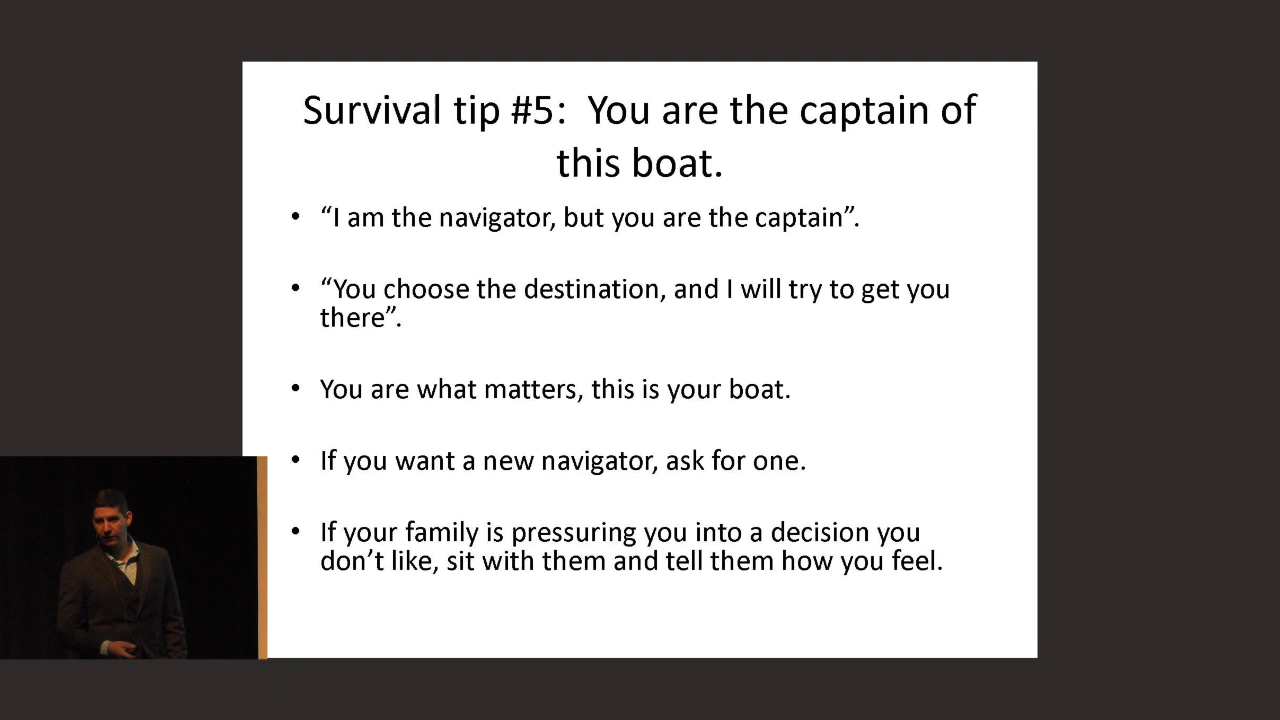 Survival tip #5:  You are the captain of
this boat.
• “I am the navigator, but you are the captain”.
• “You choose the destination, and I will try to get you
there”.
• You are what matters, this is your boat.
• If you want a new navigator, ask for one.
• If your family is pressuring you into a decision you
don’t like, sit with them and tell them how you feel.